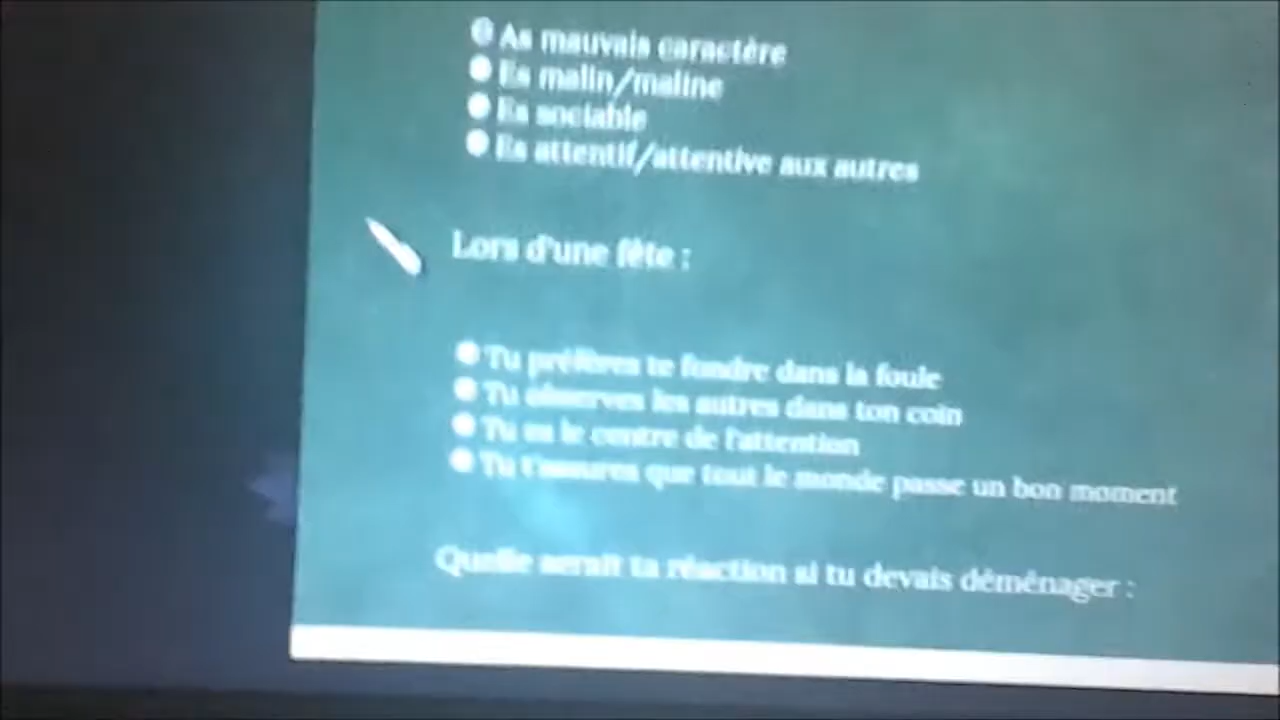 As mauvais caractère
Es malin/maline
Es sociable
Es attentif/attentive aux autres
Lors d'une fête :
Tu préfères te fondre dans la foule
Tu observes les autres dans ton coin
Tu es le centre de l'attention
Tu t'assures que tout le monde passe un bon moment
Quelle serait ta réaction si tu devais déménager :